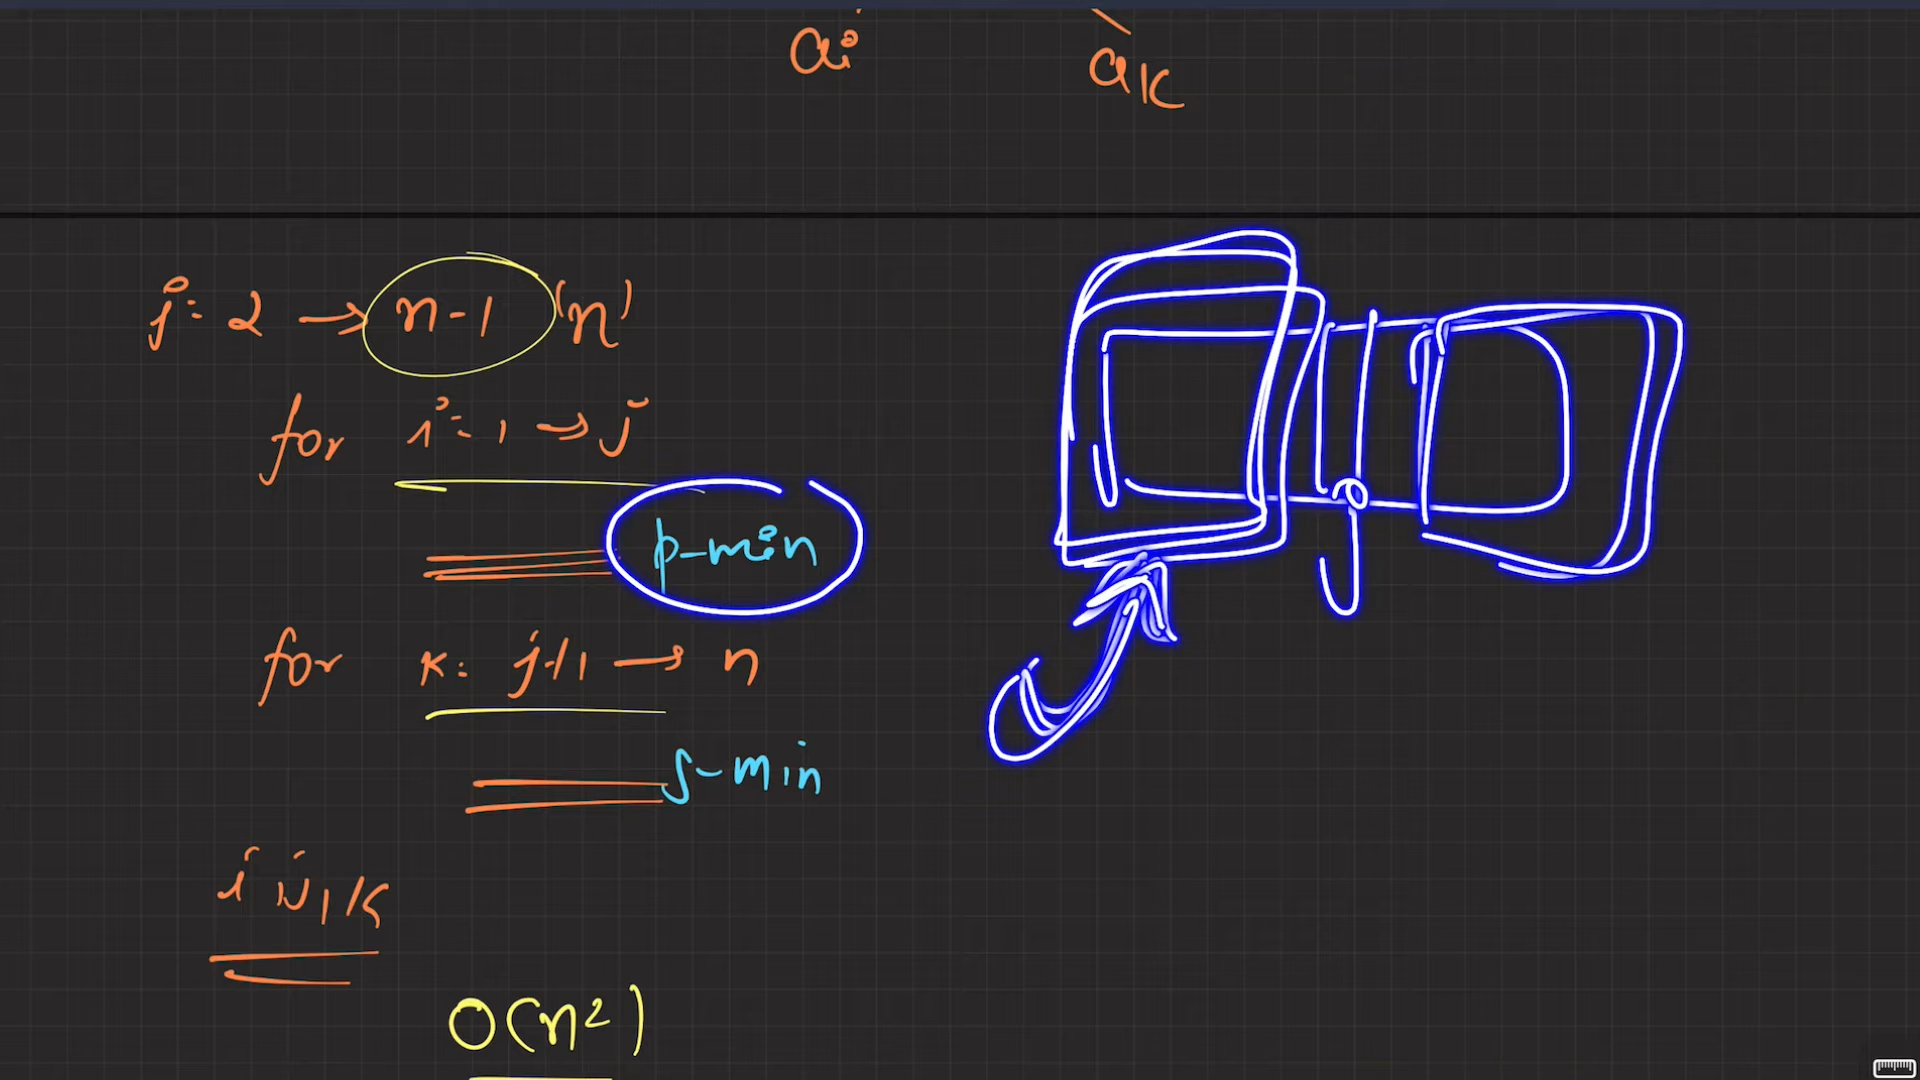 ai
aK
j = 2 → n-1 (n)
for i = 1 → j
p-min
for K = j+1 → n
s-min
i j, K
O(n²)
j